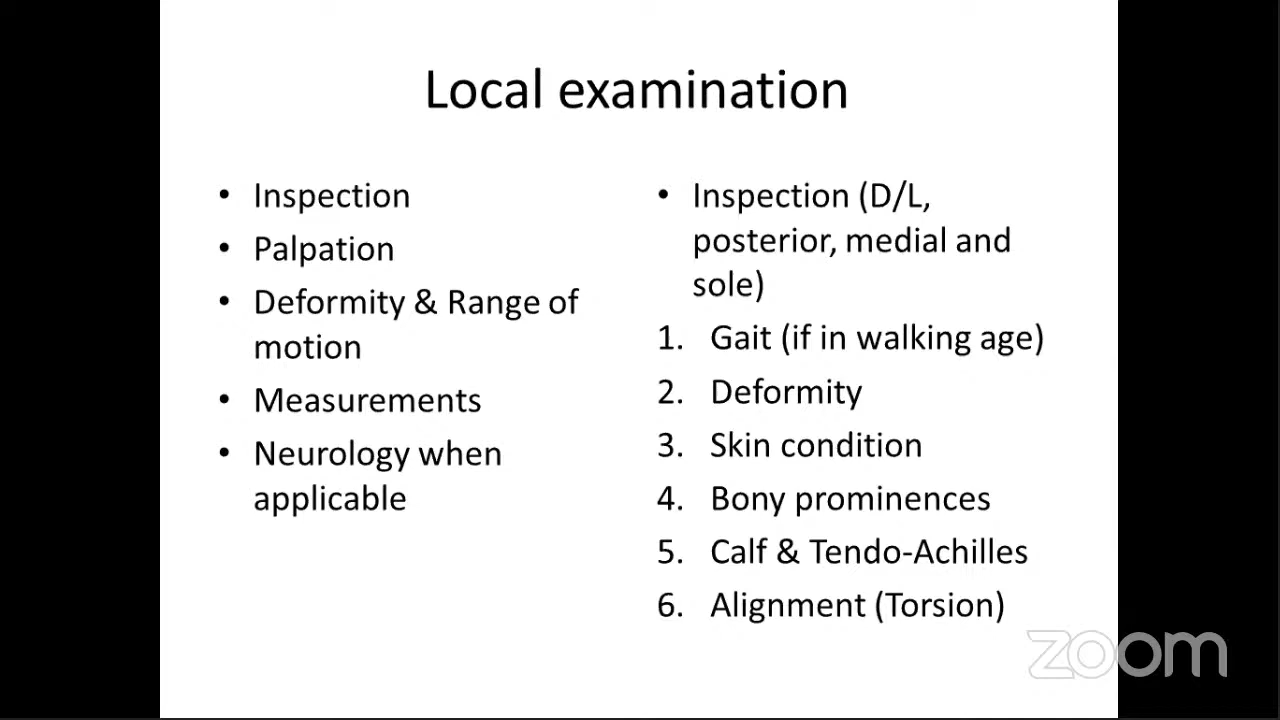 Local examination
• Inspection
• Palpation
• Deformity & Range of
motion
• Measurements
• Neurology when
applicable
• Inspection (D/L,
posterior, medial and
sole)
1. Gait (if in walking age)
2. Deformity
3. Skin condition
4. Bony prominences
5. Calf & Tendo-Achilles
6. Alignment (Torsion)
zoom